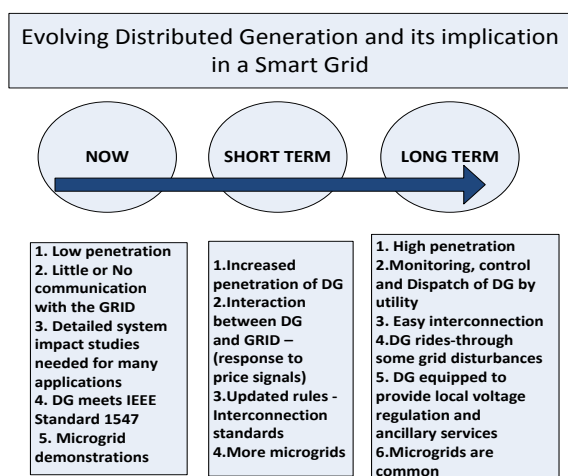 Evolving Distributed Generation and its implication
in a Smart Grid
NOW
SHORT TERM
LONG TERM
1. Low penetration
2. Little or No
communication
with the GRID
3. Detailed system
impact studies
needed for many
applications
4. DG meets IEEE
Standard 1547
5. Microgrid
demonstrations
1.Increased
penetration of DG
2.Interaction
between DG
and GRID –
(response to
price signals)
3.Updated rules -
Interconnection
standards
4.More microgrids
1. High penetration
2.Monitoring, control
and Dispatch of DG by
utility
3. Easy interconnection
4.DG rides-through
some grid disturbances
5. DG equipped to
provide local voltage
regulation and
ancillary services
6.Microgrids are
common